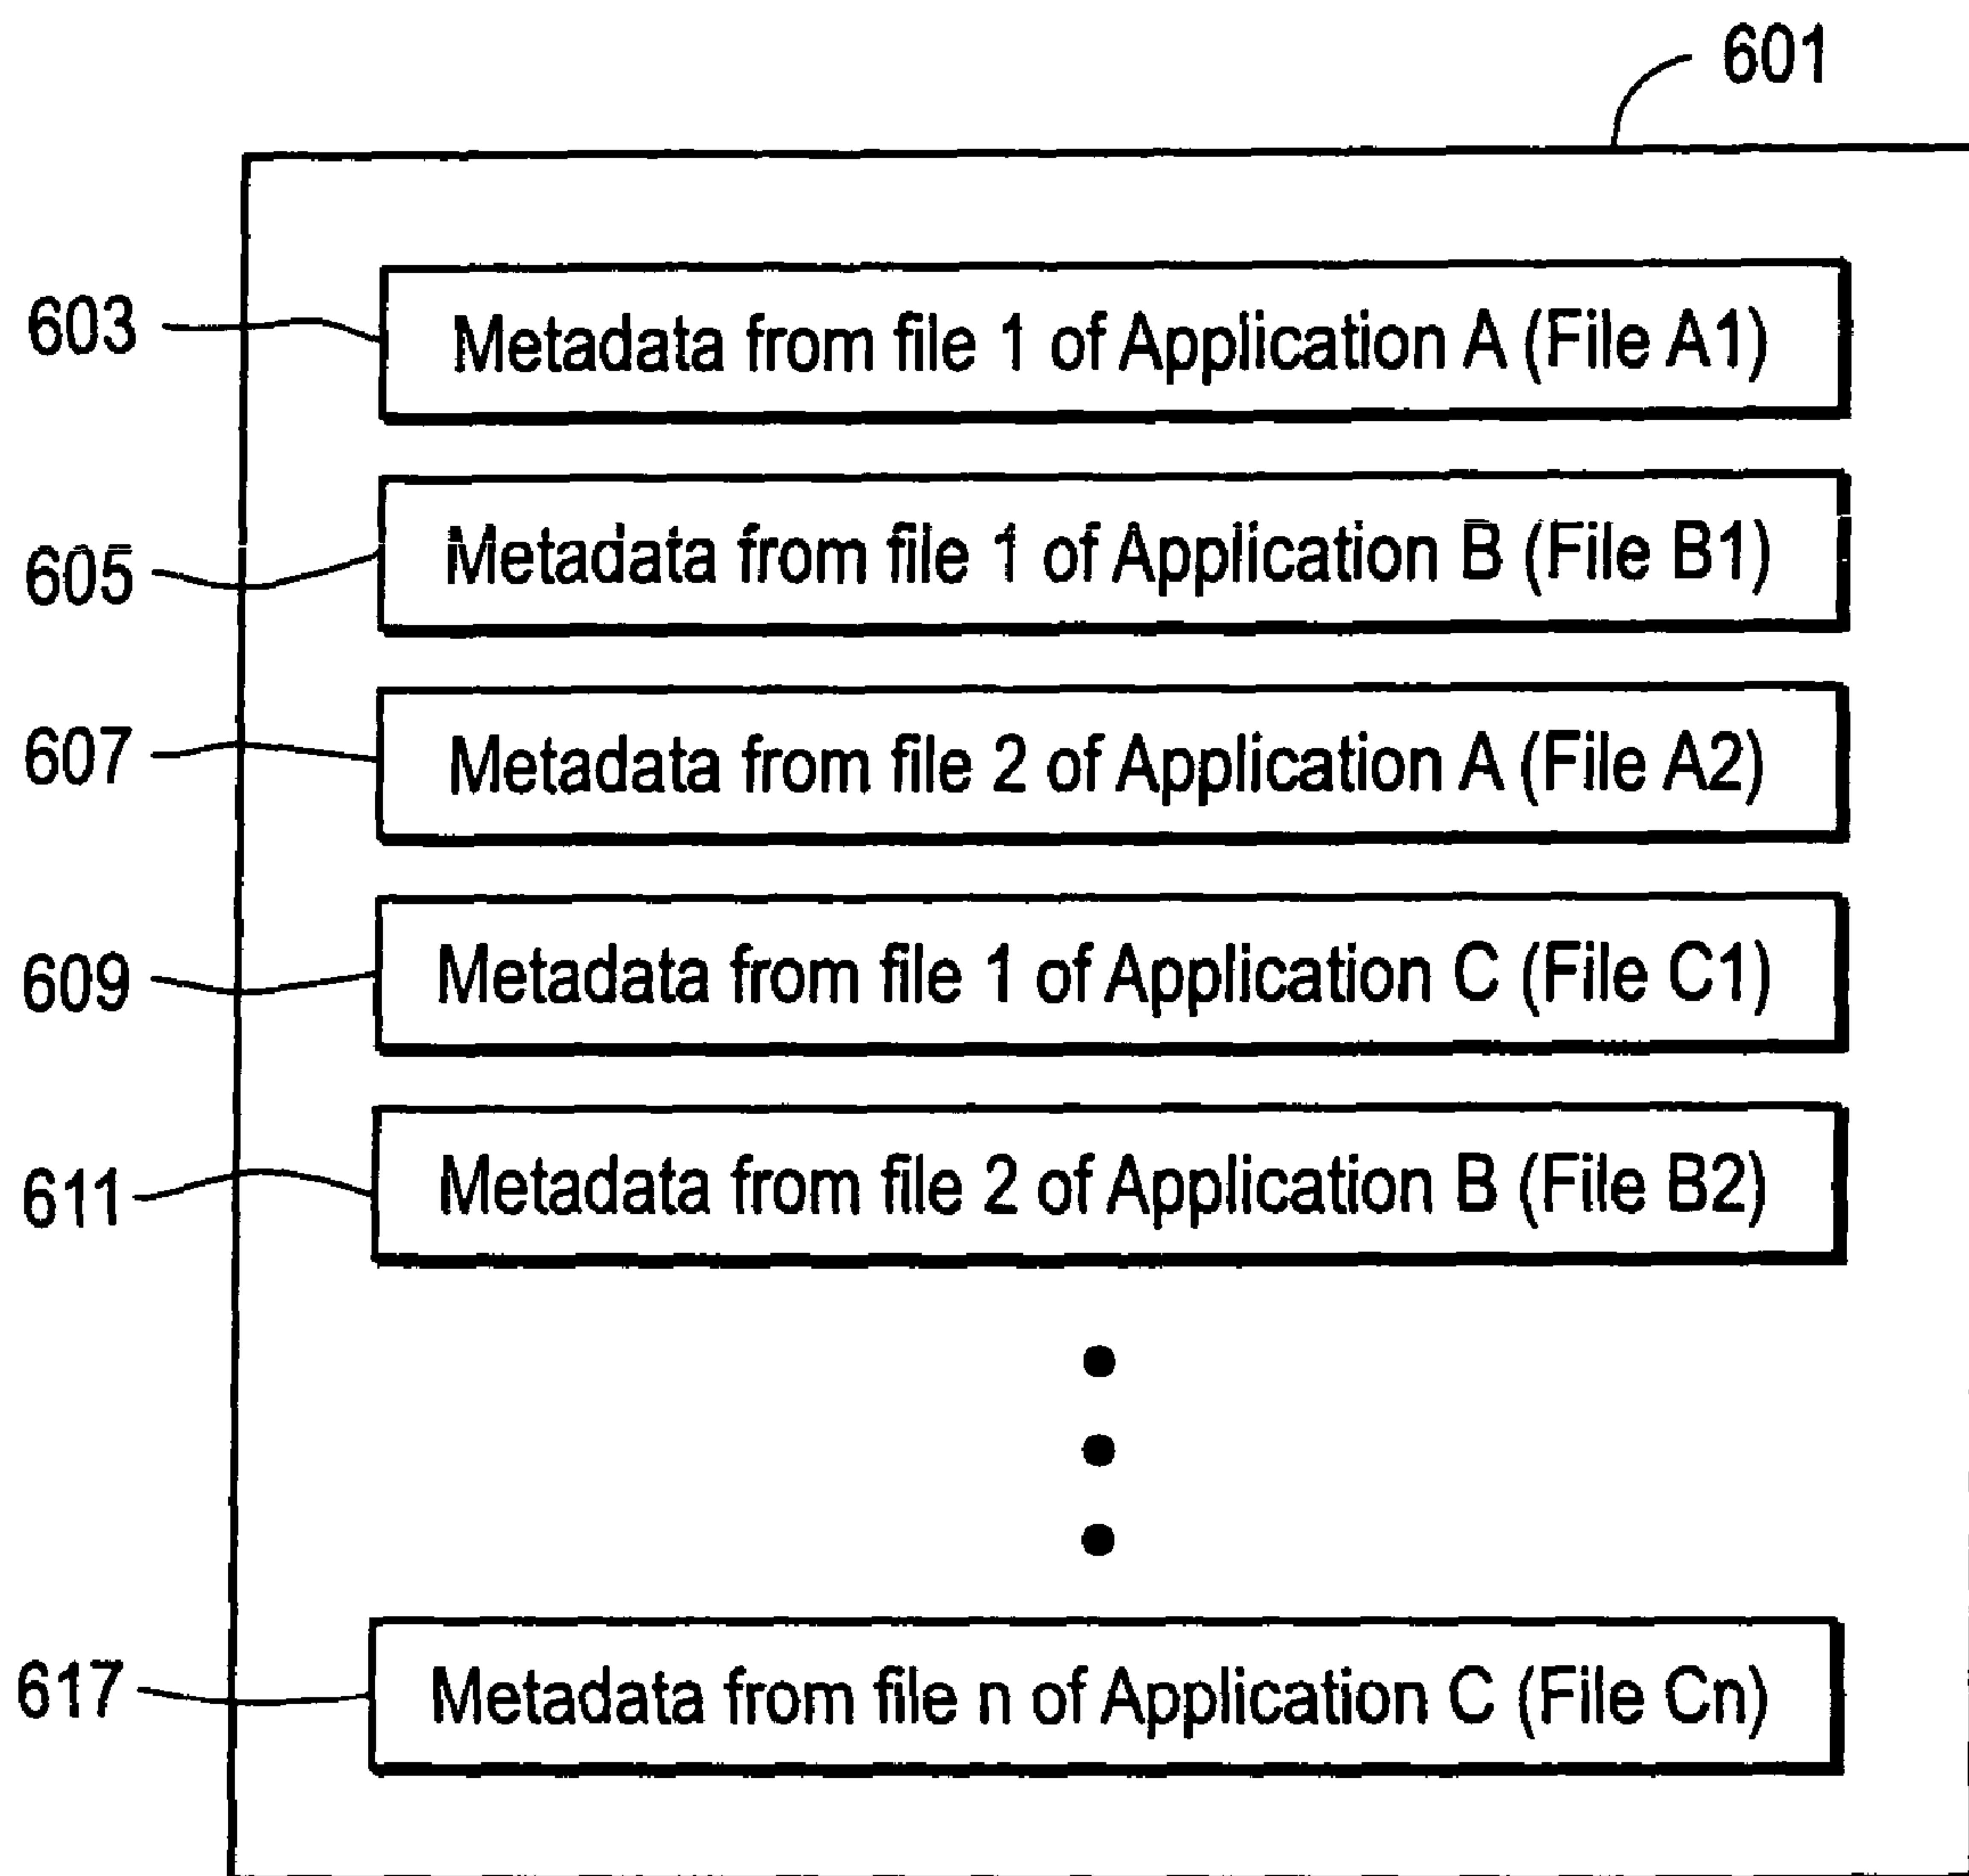 601
603 Metadata from file 1 of Application A (File A1)
605 Metadata from file 1 of Application B (File B1)
607 Metadata from file 2 of Application A (File A2)
609 Metadata from file 1 of Application C (File C1)
611 Metadata from file 2 of Application B (File B2)
617 Metadata from file n of Application C (File Cn)